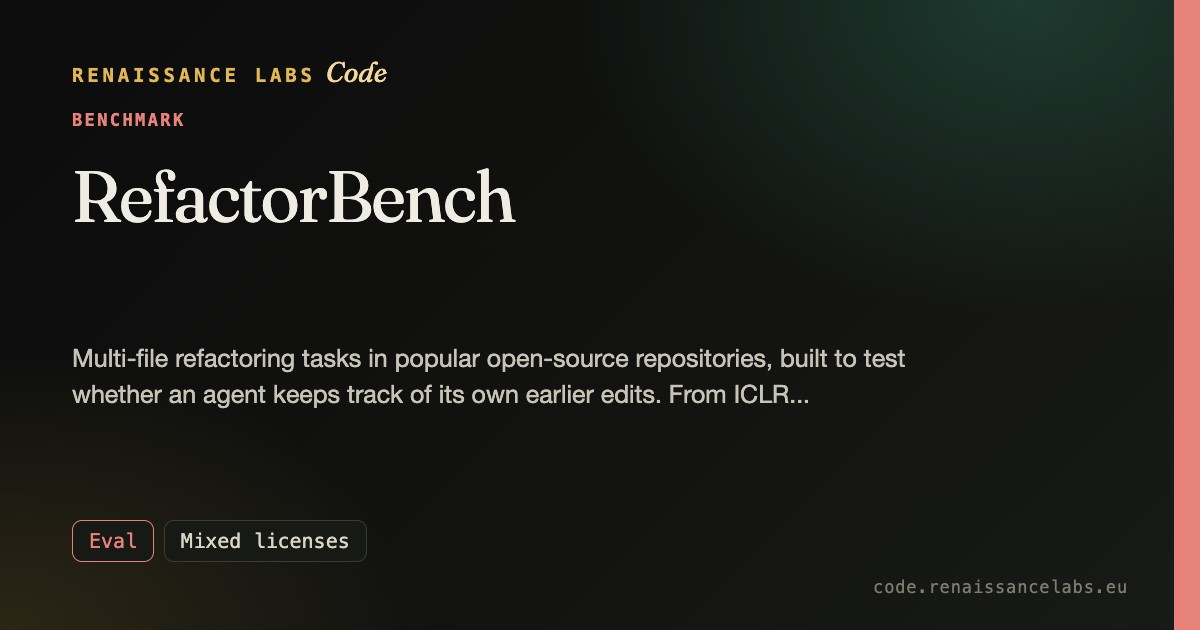 RENAISSANCE LABS Code
BENCHMARK
RefactorBench
Multi-file refactoring tasks in popular open-source repositories, built to test
whether an agent keeps track of its own earlier edits. From ICLR...
Eval Mixed licenses
code.renaissancelabs.eu